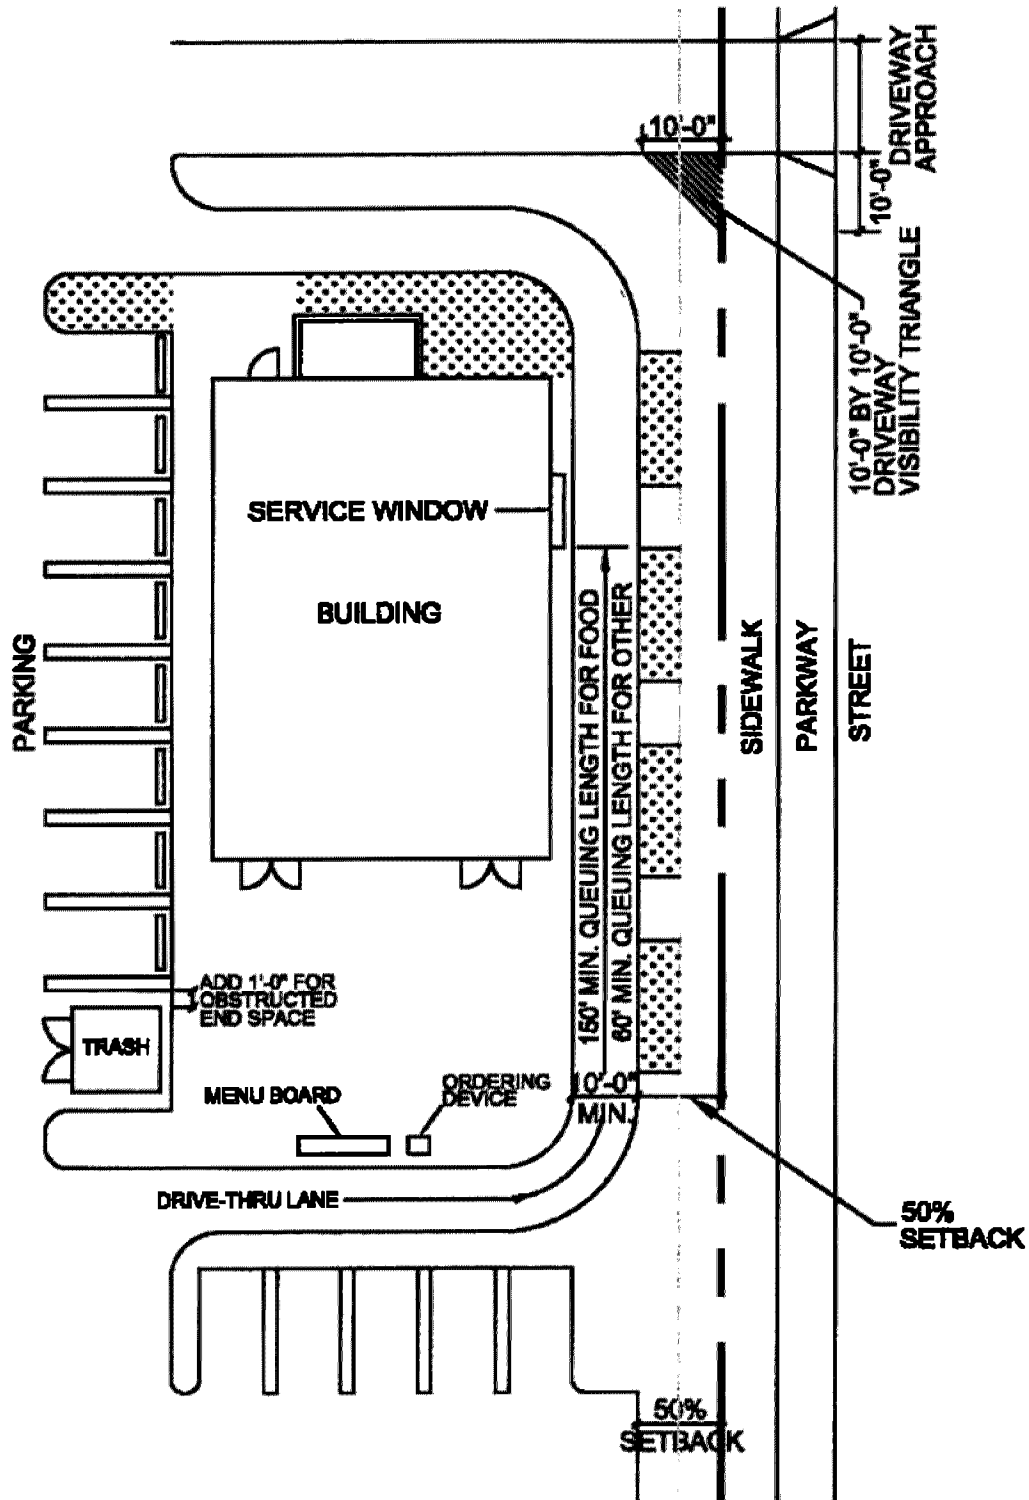 10'-0"
DRIVEWAY
APPROACH
10'-0"
10'-0" BY 10'-0"
DRIVEWAY
VISIBILITY TRIANGLE
SERVICE WINDOW
BUILDING
PARKING
150' MIN. QUEUING LENGTH FOR FOOD
60' MIN. QUEUING LENGTH FOR OTHER
SIDEWALK
PARKWAY
STREET
ADD 1'-0" FOR
OBSTRUCTED
END SPACE
TRASH
MENU BOARD
ORDERING
DEVICE
10'-0"
MIN.
DRIVE-THRU LANE
50%
SETBACK
50%
SETBACK